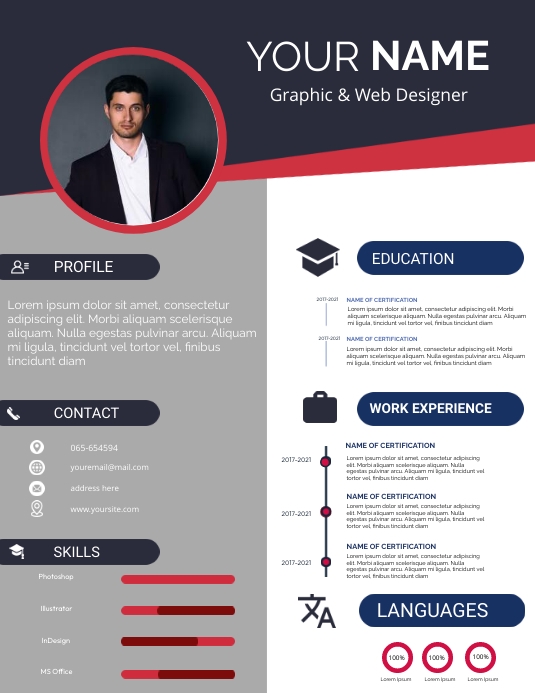 YOUR NAME
Graphic & Web Designer
PROFILE
Lorem ipsum dolor sit amet, consectetur
adipiscing elit. Morbi aliquam scelerisque
aliquam. Nulla egestas pulvinar arcu. Aliquam
mi ligula, tincidunt vel tortor vel, finibus
tincidunt diam
CONTACT
065-654594
youremail@mail.com
address here
www.yoursite.com
SKILLS
Photoshop
Illustrator
InDesign
MS Office
EDUCATION
2017-2021 NAME OF CERTIFICATION
Lorem ipsum dolor sit amet, consectetur adipiscing elit. Morbi
aliquam scelerisque aliquam. Nulla egestas pulvinar arcu. Aliquam
mi ligula, tincidunt vel tortor vel, finibus tincidunt diam
2017-2021 NAME OF CERTIFICATION
Lorem ipsum dolor sit amet, consectetur adipiscing elit. Morbi
aliquam scelerisque aliquam. Nulla egestas pulvinar arcu. Aliquam
mi ligula, tincidunt vel tortor vel, finibus tincidunt diam
WORK EXPERIENCE
NAME OF CERTIFICATION
2017-2021
Lorem ipsum dolor sit amet, consectetur adipiscing
elit. Morbi aliquam scelerisque aliquam. Nulla
egestas pulvinar arcu. Aliquam mi ligula, tincidunt
vel tortor vel, finibus tincidunt diam
NAME OF CERTIFICATION
2017-2021
Lorem ipsum dolor sit amet, consectetur adipiscing
elit. Morbi aliquam scelerisque aliquam. Nulla
egestas pulvinar arcu. Aliquam mi ligula, tincidunt
vel tortor vel, finibus tincidunt diam
NAME OF CERTIFICATION
2017-2021
Lorem ipsum dolor sit amet, consectetur adipiscing
elit. Morbi aliquam scelerisque aliquam. Nulla
egestas pulvinar arcu. Aliquam mi ligula, tincidunt
vel tortor vel, finibus tincidunt diam
LANGUAGES
100% 100% 100%
Lorem ipsum Lorem ipsum Lorem ipsum